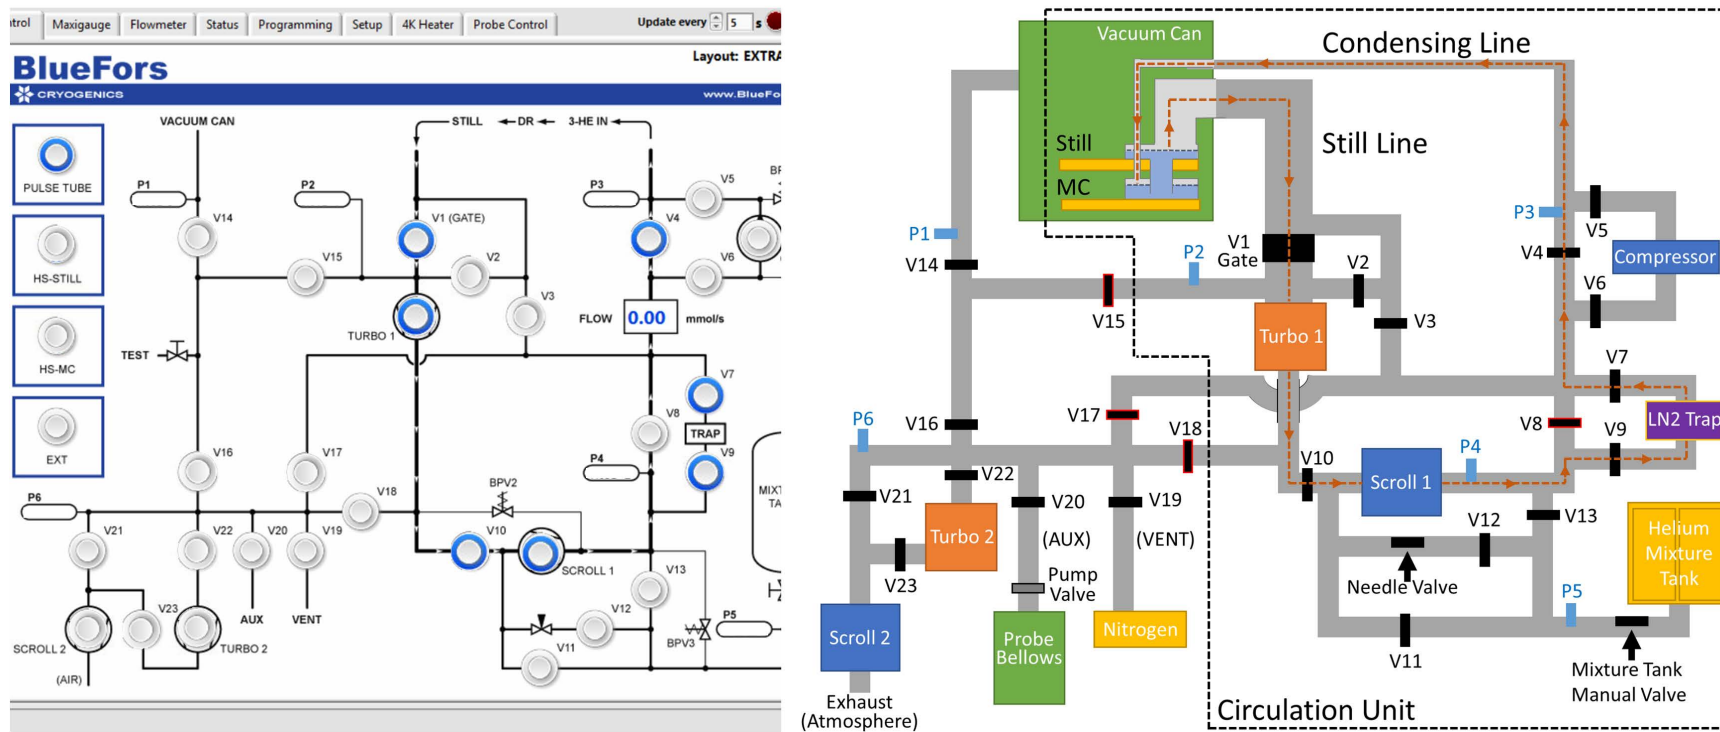 ntrol Maxigauge Flowmeter Status Programming Setup 4K Heater Probe Control Update every 5 s
Layout: EXTRA
BlueFors
CRYOGENICS www.BlueFo
VACUUM CAN
STILL DR 3-HE IN
PULSE TUBE
HS-STILL
HS-MC
EXT
P1
P2
P3
V14
V15
V1 (GATE)
V2
V3
V4
V5
BP
V6
TURBO 1
FLOW 0.00 mmol/s
TEST
V7
V8
TRAP
V9
P4
MIXT
TA
V16
V17
V18
BPV2
P6
V21
V22
V20
V19
V10
SCROLL 1
V13
V12
V11
V23
AUX
VENT
SCROLL 2
TURBO 2
(AIR)
BPV3
P5
Vacuum Can
Condensing Line
Still
MC
Still Line
P1
V14
P2
V1
Gate
V2
V15
V3
P3
V4
V5
V6
Compressor
Turbo 1
V7
LN2 Trap
V8
V9
P6
V16
V17
V18
V10
Scroll 1
P4
V21
V22
V20
(AUX)
V19
(VENT)
Turbo 2
V23
Pump
Valve
V12
V13
Needle Valve
Helium
Mixture
Tank
P5
Scroll 2
Probe
Bellows
Nitrogen
V11
Mixture Tank
Manual Valve
Exhaust
(Atmosphere)
Circulation Unit